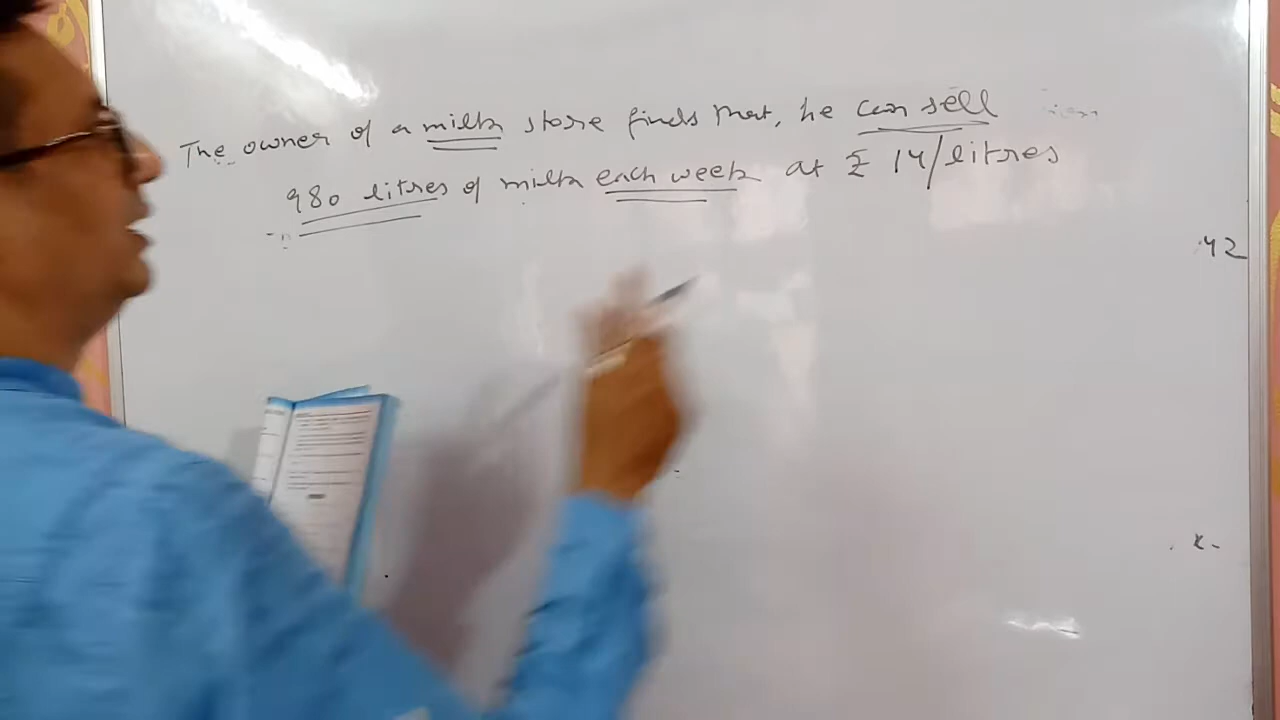 The owner of a milk store finds that, he can sell
980 litres of milk each week at ₹ 14/litres
42
x